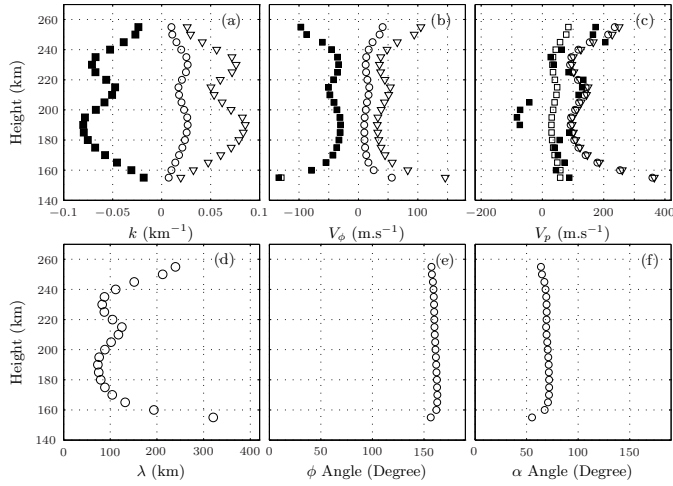 (a) (b) (c)
260
240
220
200
180
160
140
Height (km)
−0.1 −0.05 0 0.05 0.1
k (km⁻¹)
−100 0 100
V_ϕ (m.s⁻¹)
−200 0 200 400
V_p (m.s⁻¹)
(d) (e) (f)
260
240
220
200
180
160
140
Height (km)
0 100 200 300 400
λ (km)
0 50 100 150
ϕ Angle (Degree)
0 50 100 150
α Angle (Degree)